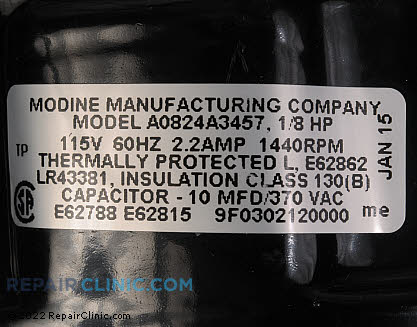 MODINE MANUFACTURING COMPANY
MODEL A0824A3457, 1/8 HP
TP 115V 60HZ 2.2AMP 1440RPM
THERMALLY PROTECTED L, E62862
LR43381, INSULATION CLASS 130(B)
CAPACITOR - 10 MFD/370 VAC
E62788 E62815 9F0302120000 me
JAN 15
REPAIRCLINIC.COM
©2022 RepairClinic.com